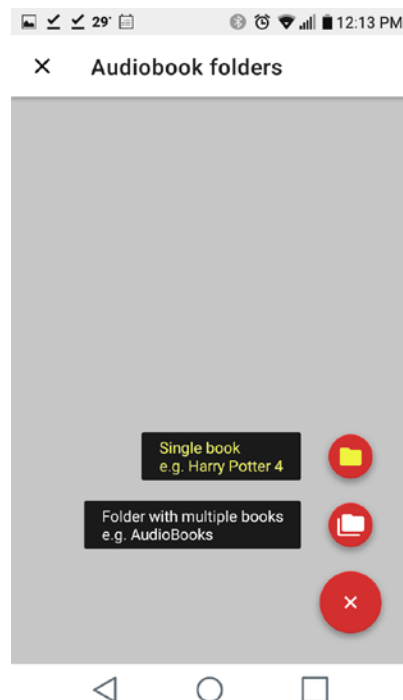 29° 12:13 PM
Audiobook folders
Single book
e.g. Harry Potter 4
Folder with multiple books
e.g. AudioBooks